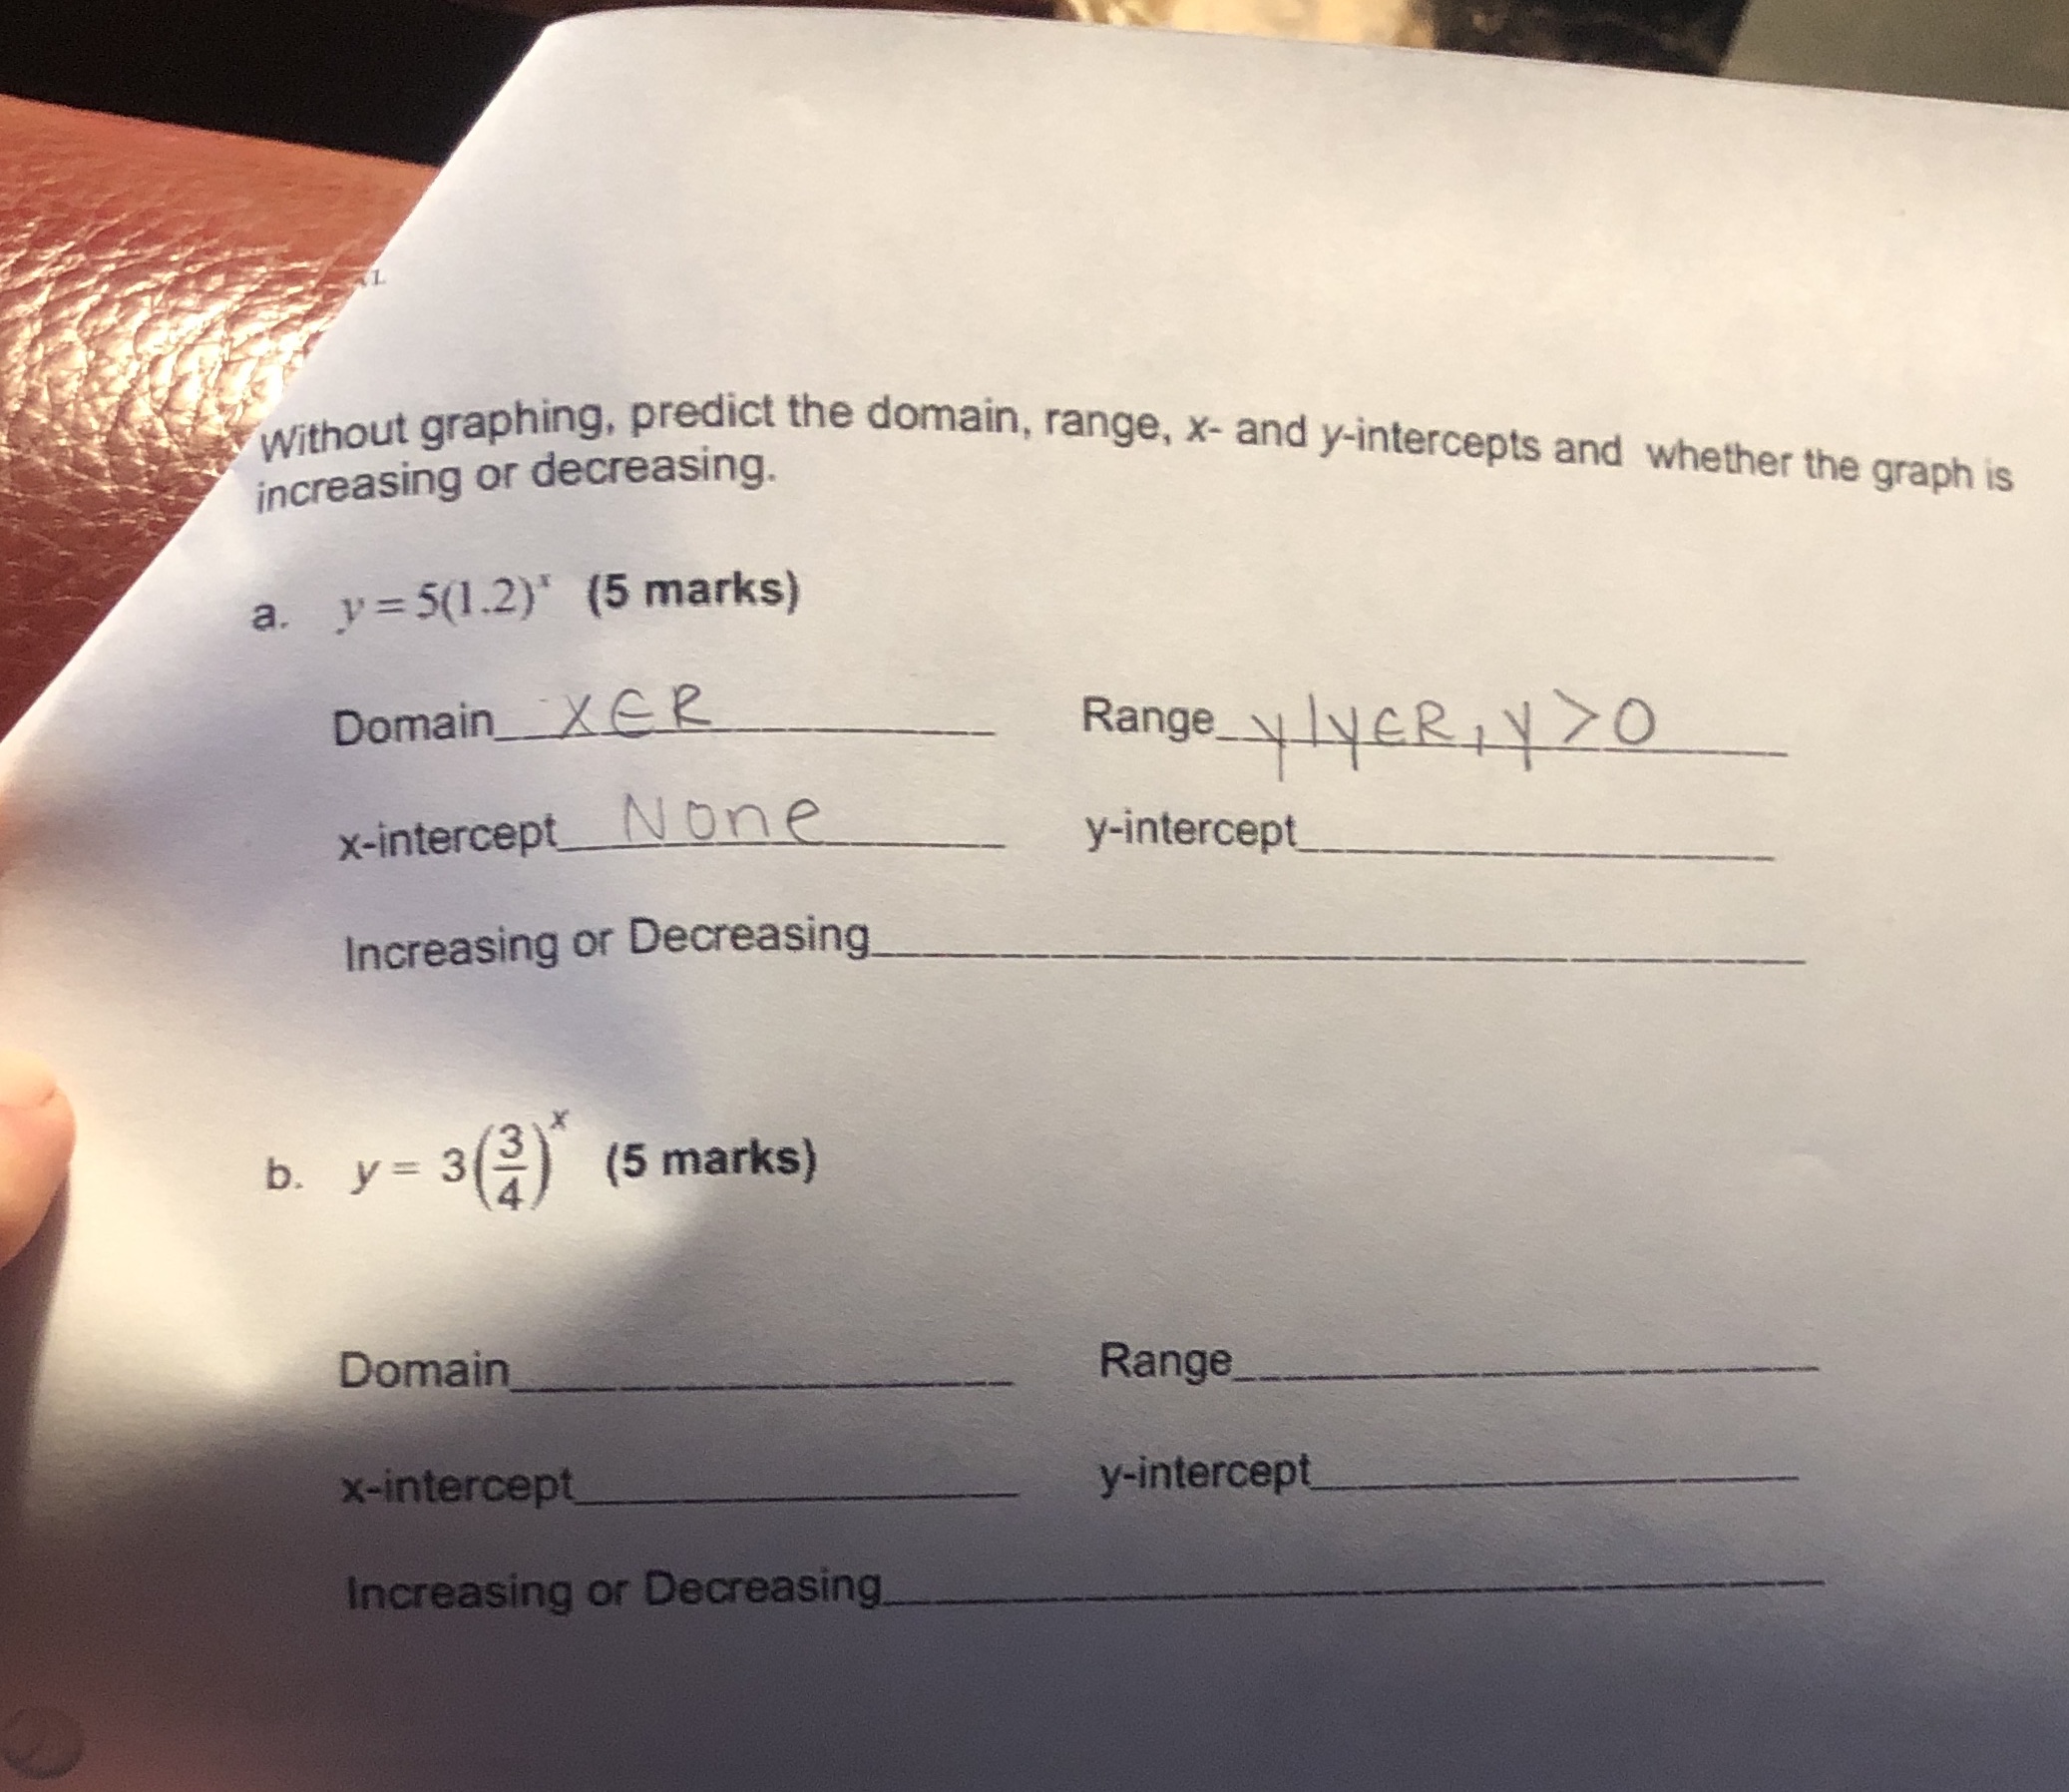 Without graphing, predict the domain, range, x- and y-intercepts and whether the graph is
increasing or decreasing.
a. y = 5(1.2)ˣ (5 marks)
Domain x∈R Range y|y∈R, y>0
x-intercept None y-intercept
Increasing or Decreasing
b. y = 3(3/4)ˣ (5 marks)
Domain Range
x-intercept y-intercept
Increasing or Decreasing